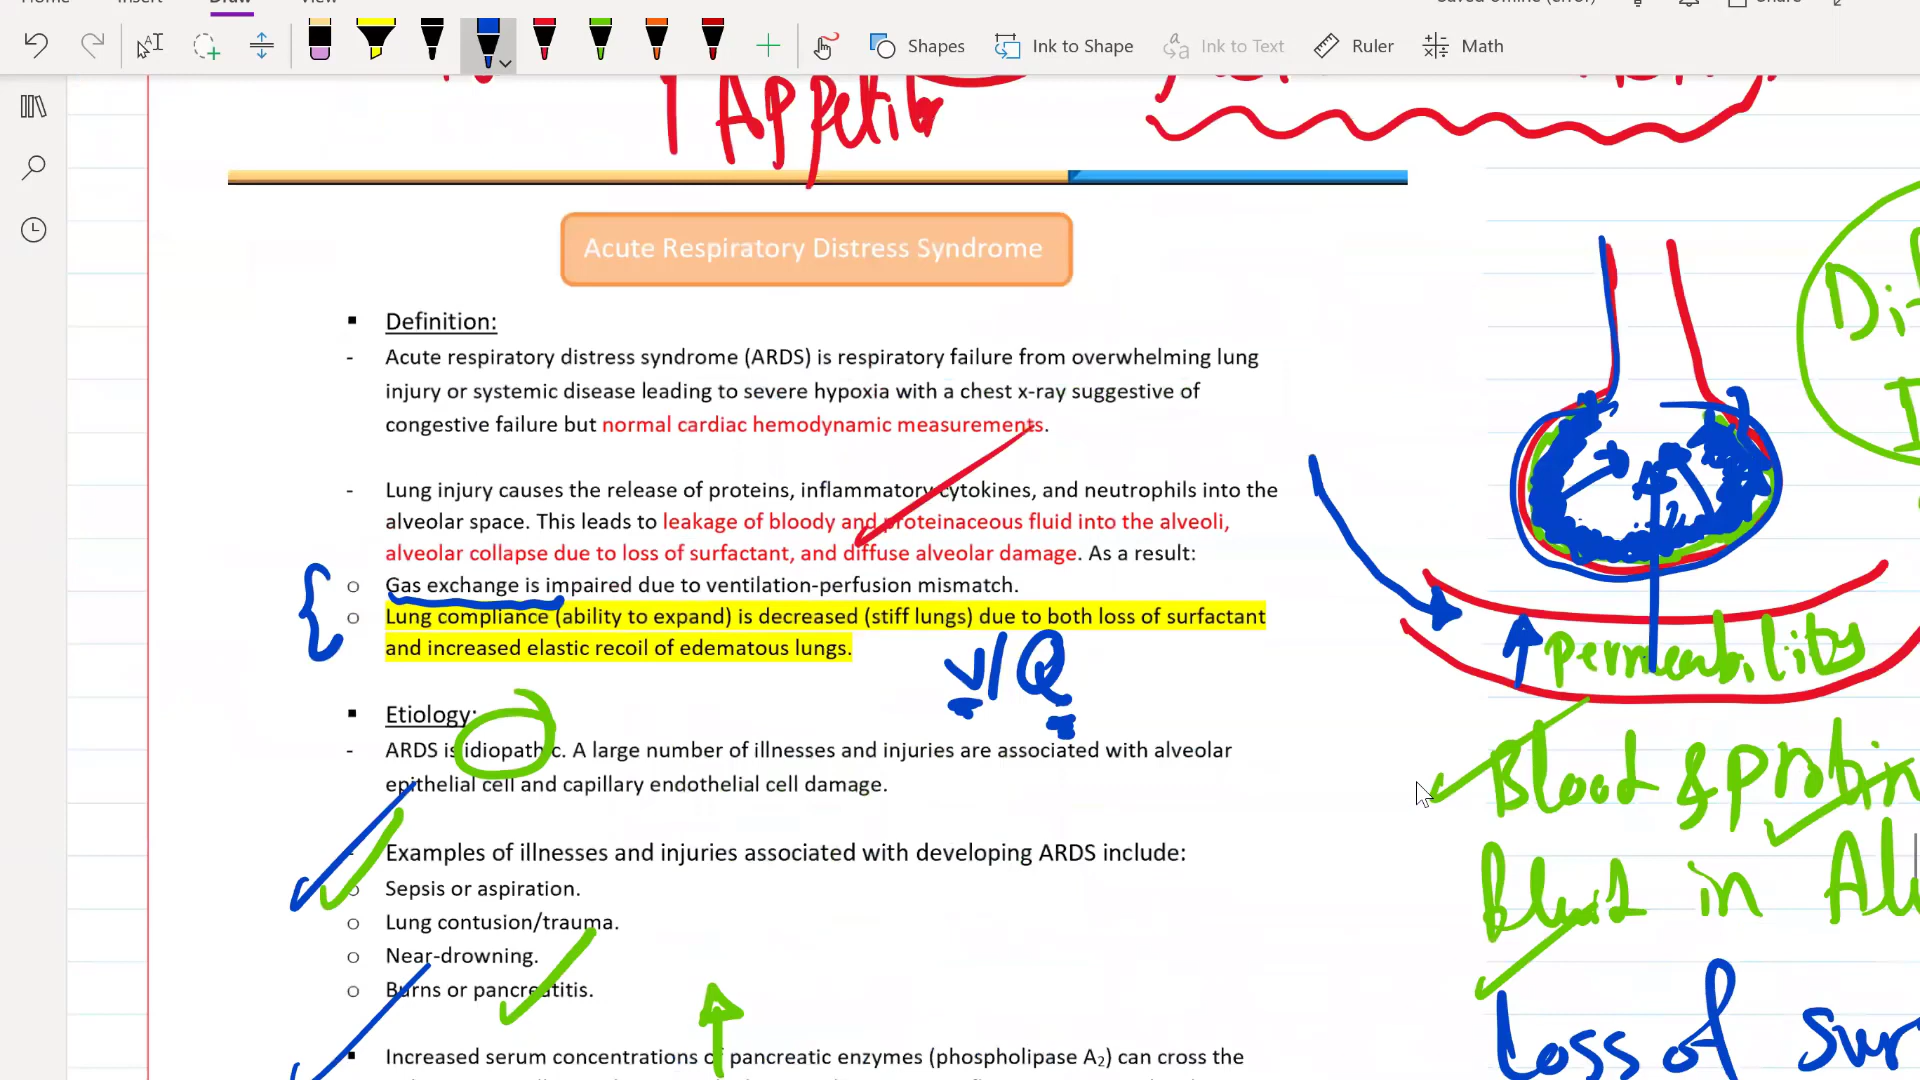 Shapes Ink to Shape Ink to Text Ruler Math
↑ Appetite
Acute Respiratory Distress Syndrome
▪ Definition:
- Acute respiratory distress syndrome (ARDS) is respiratory failure from overwhelming lung
injury or systemic disease leading to severe hypoxia with a chest x-ray suggestive of
congestive failure but normal cardiac hemodynamic measurements.
- Lung injury causes the release of proteins, inflammatory cytokines, and neutrophils into the
alveolar space. This leads to leakage of bloody and proteinaceous fluid into the alveoli,
alveolar collapse due to loss of surfactant, and diffuse alveolar damage. As a result:
o Gas exchange is impaired due to ventilation-perfusion mismatch.
o Lung compliance (ability to expand) is decreased (stiff lungs) due to both loss of surfactant
and increased elastic recoil of edematous lungs.
V/Q
▪ Etiology:
- ARDS is idiopathic. A large number of illnesses and injuries are associated with alveolar
epithelial cell and capillary endothelial cell damage.
- Examples of illnesses and injuries associated with developing ARDS include:
o Sepsis or aspiration.
o Lung contusion/trauma.
o Near-drowning.
o Burns or pancreatitis.
▪ Increased serum concentrations of pancreatic enzymes (phospholipase A₂) can cross the
↑ permeability
Blood & protein
in Al
Loss of sur